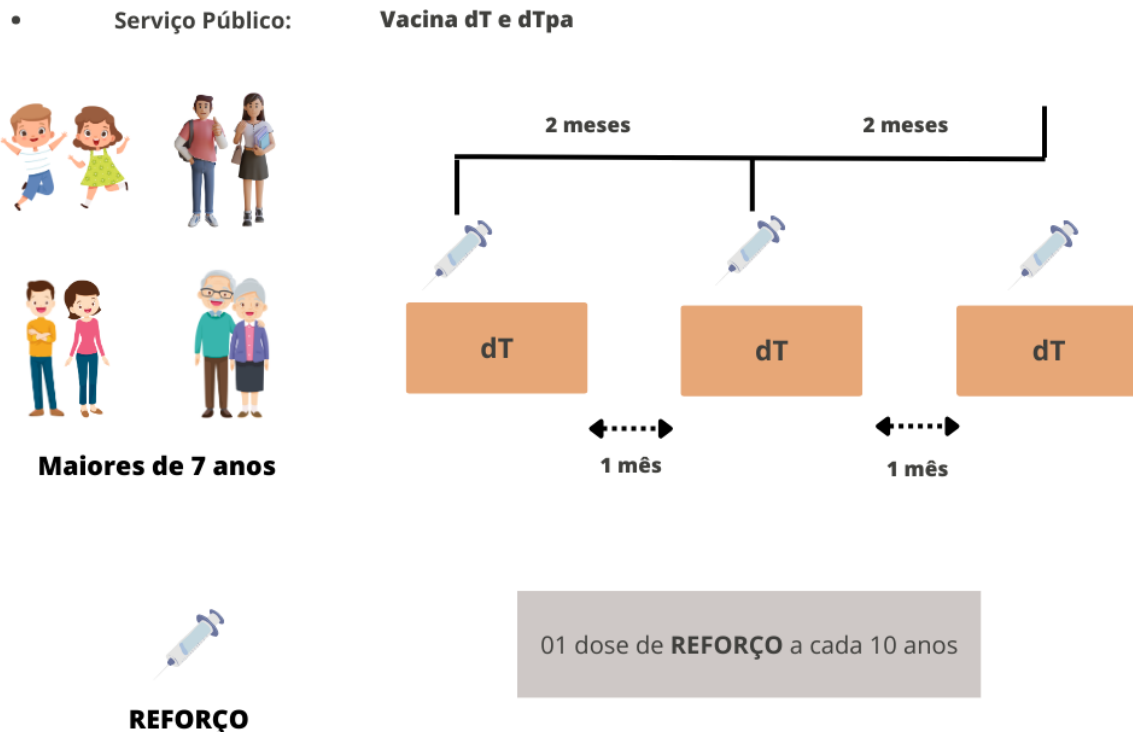 • Serviço Público: Vacina dT e dTpa
2 meses 2 meses
dT dT dT
1 mês 1 mês
Maiores de 7 anos
01 dose de REFORÇO a cada 10 anos
REFORÇO